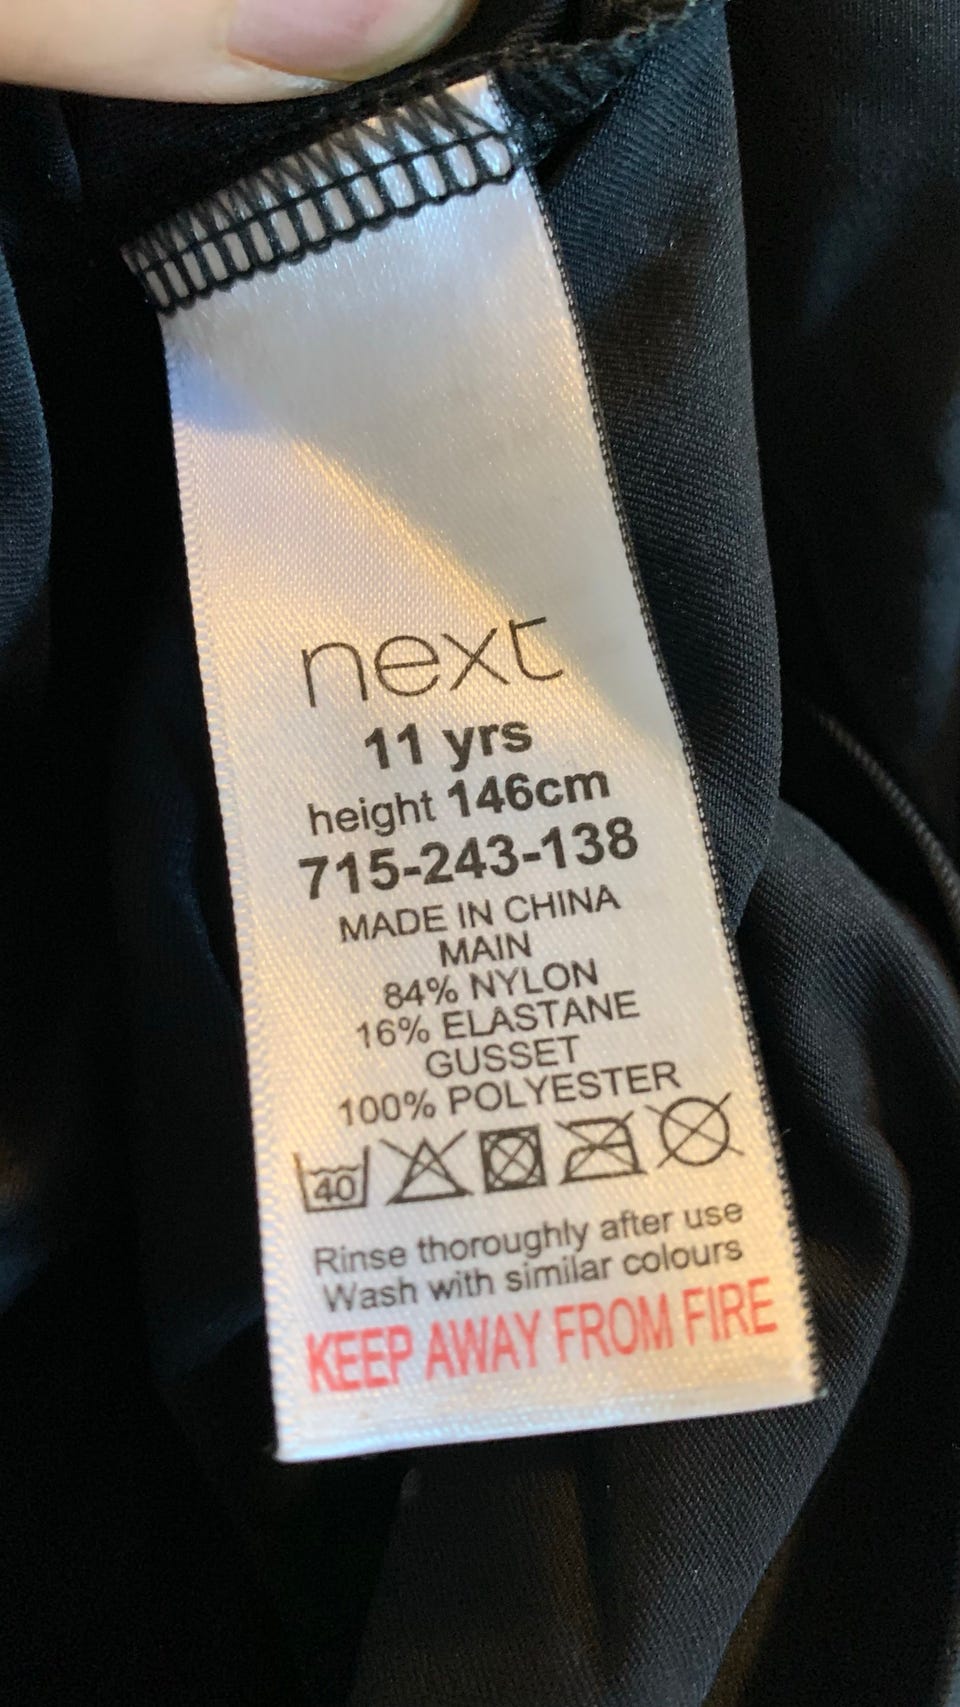 next
11 yrs
height 146cm
715-243-138
MADE IN CHINA
MAIN
84% NYLON
16% ELASTANE
GUSSET
100% POLYESTER
40
Rinse thoroughly after use
Wash with similar colours
KEEP AWAY FROM FIRE